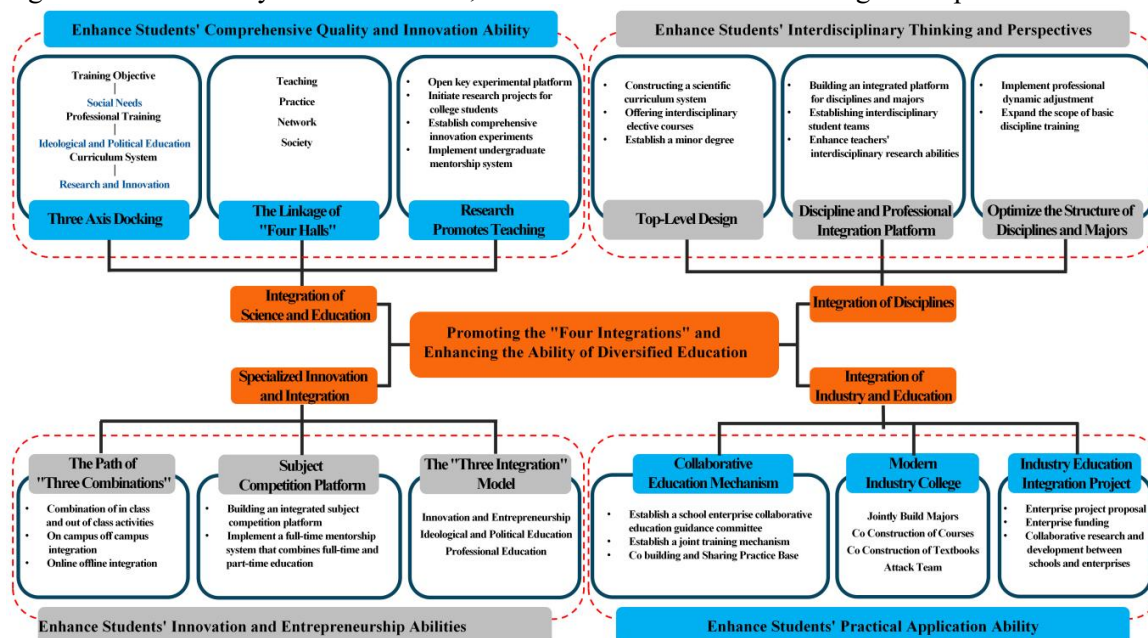 Enhance Students' Comprehensive Quality and Innovation Ability
Training Objective
Social Needs
Professional Training
Ideological and Political Education
Curriculum System
Research and Innovation
Three Axis Docking
Teaching
Practice
Network
Society
The Linkage of
"Four Halls"
• Open key experimental platform
• Initiate research projects for
college students
• Establish comprehensive
innovation experiments
• Implement undergraduate
mentorship system
Research
Promotes Teaching
Enhance Students' Interdisciplinary Thinking and Perspectives
• Constructing a scientific
curriculum system
• Offering interdisciplinary
elective courses
• Establish a minor degree
Top-Level Design
• Building an integrated platform
for disciplines and majors
• Establishing interdisciplinary
student teams
• Enhance teachers'
interdisciplinary research abilities
Discipline and Professional
Integration Platform
• Implement professional
dynamic adjustment
• Expand the scope of basic
discipline training
Optimize the Structure of
Disciplines and Majors
Integration of
Science and Education
Integration of Disciplines
Promoting the "Four Integrations" and
Enhancing the Ability of Diversified Education
Specialized Innovation
and Integration
Integration of
Industry and Education
The Path of
"Three Combinations"
• Combination of in class
and out of class activities
• On campus off campus
integration
• Online offline integration
Subject
Competition Platform
• Building an integrated subject
competition platform
• Implement a full-time mentorship
system that combines full-time and
part-time education
The "Three Integration"
Model
Innovation and Entrepreneurship
Ideological and Political Education
Professional Education
Enhance Students' Innovation and Entrepreneurship Abilities
Collaborative
Education Mechanism
• Establish a school enterprise collaborative
education guidance committee
• Establish a joint training mechanism
• Co building and Sharing Practice Base
Modern
Industry College
Jointly Build Majors
Co Construction of Courses
Co Construction of Textbooks
Attack Team
Industry Education
Integration Project
• Enterprise project proposal
• Enterprise funding
• Collaborative research and
development between
schools and enterprises
Enhance Students' Practical Application Ability